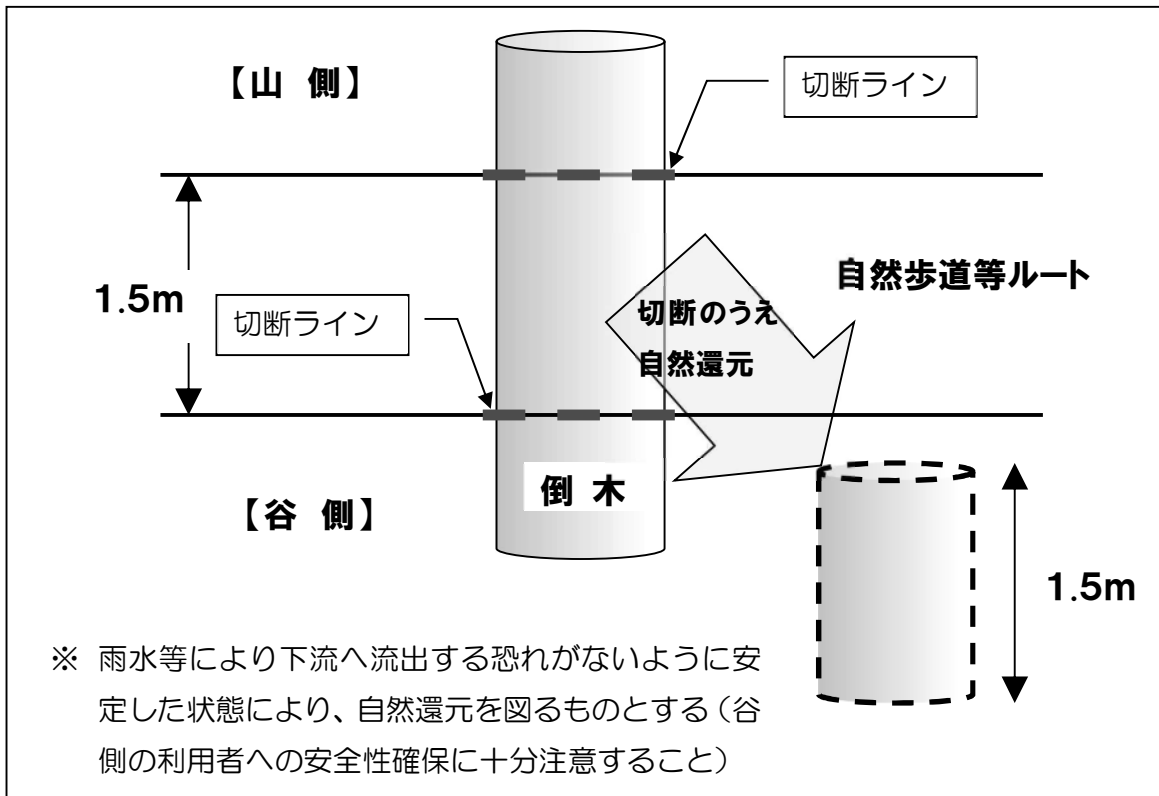 【山 側】
切断ライン
1.5m
自然歩道等ルート
切断ライン
切断のうえ
自然還元
倒 木
【谷 側】
1.5m
※ 雨水等により下流へ流出する恐れがないように安
定した状態により、自然還元を図るものとする（谷
側の利用者への安全性確保に十分注意すること）